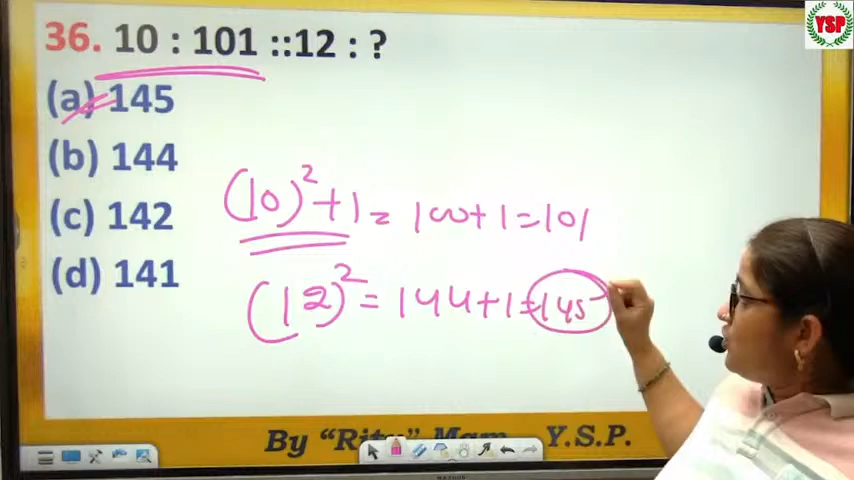 YSP
36. 10 : 101 ::12 : ?
(a) 145
(b) 144
(c) 142
(d) 141
(10)²+1 = 100+1=101
(12)² = 144+1=145
By “Ritu” Mam Y.S.P.